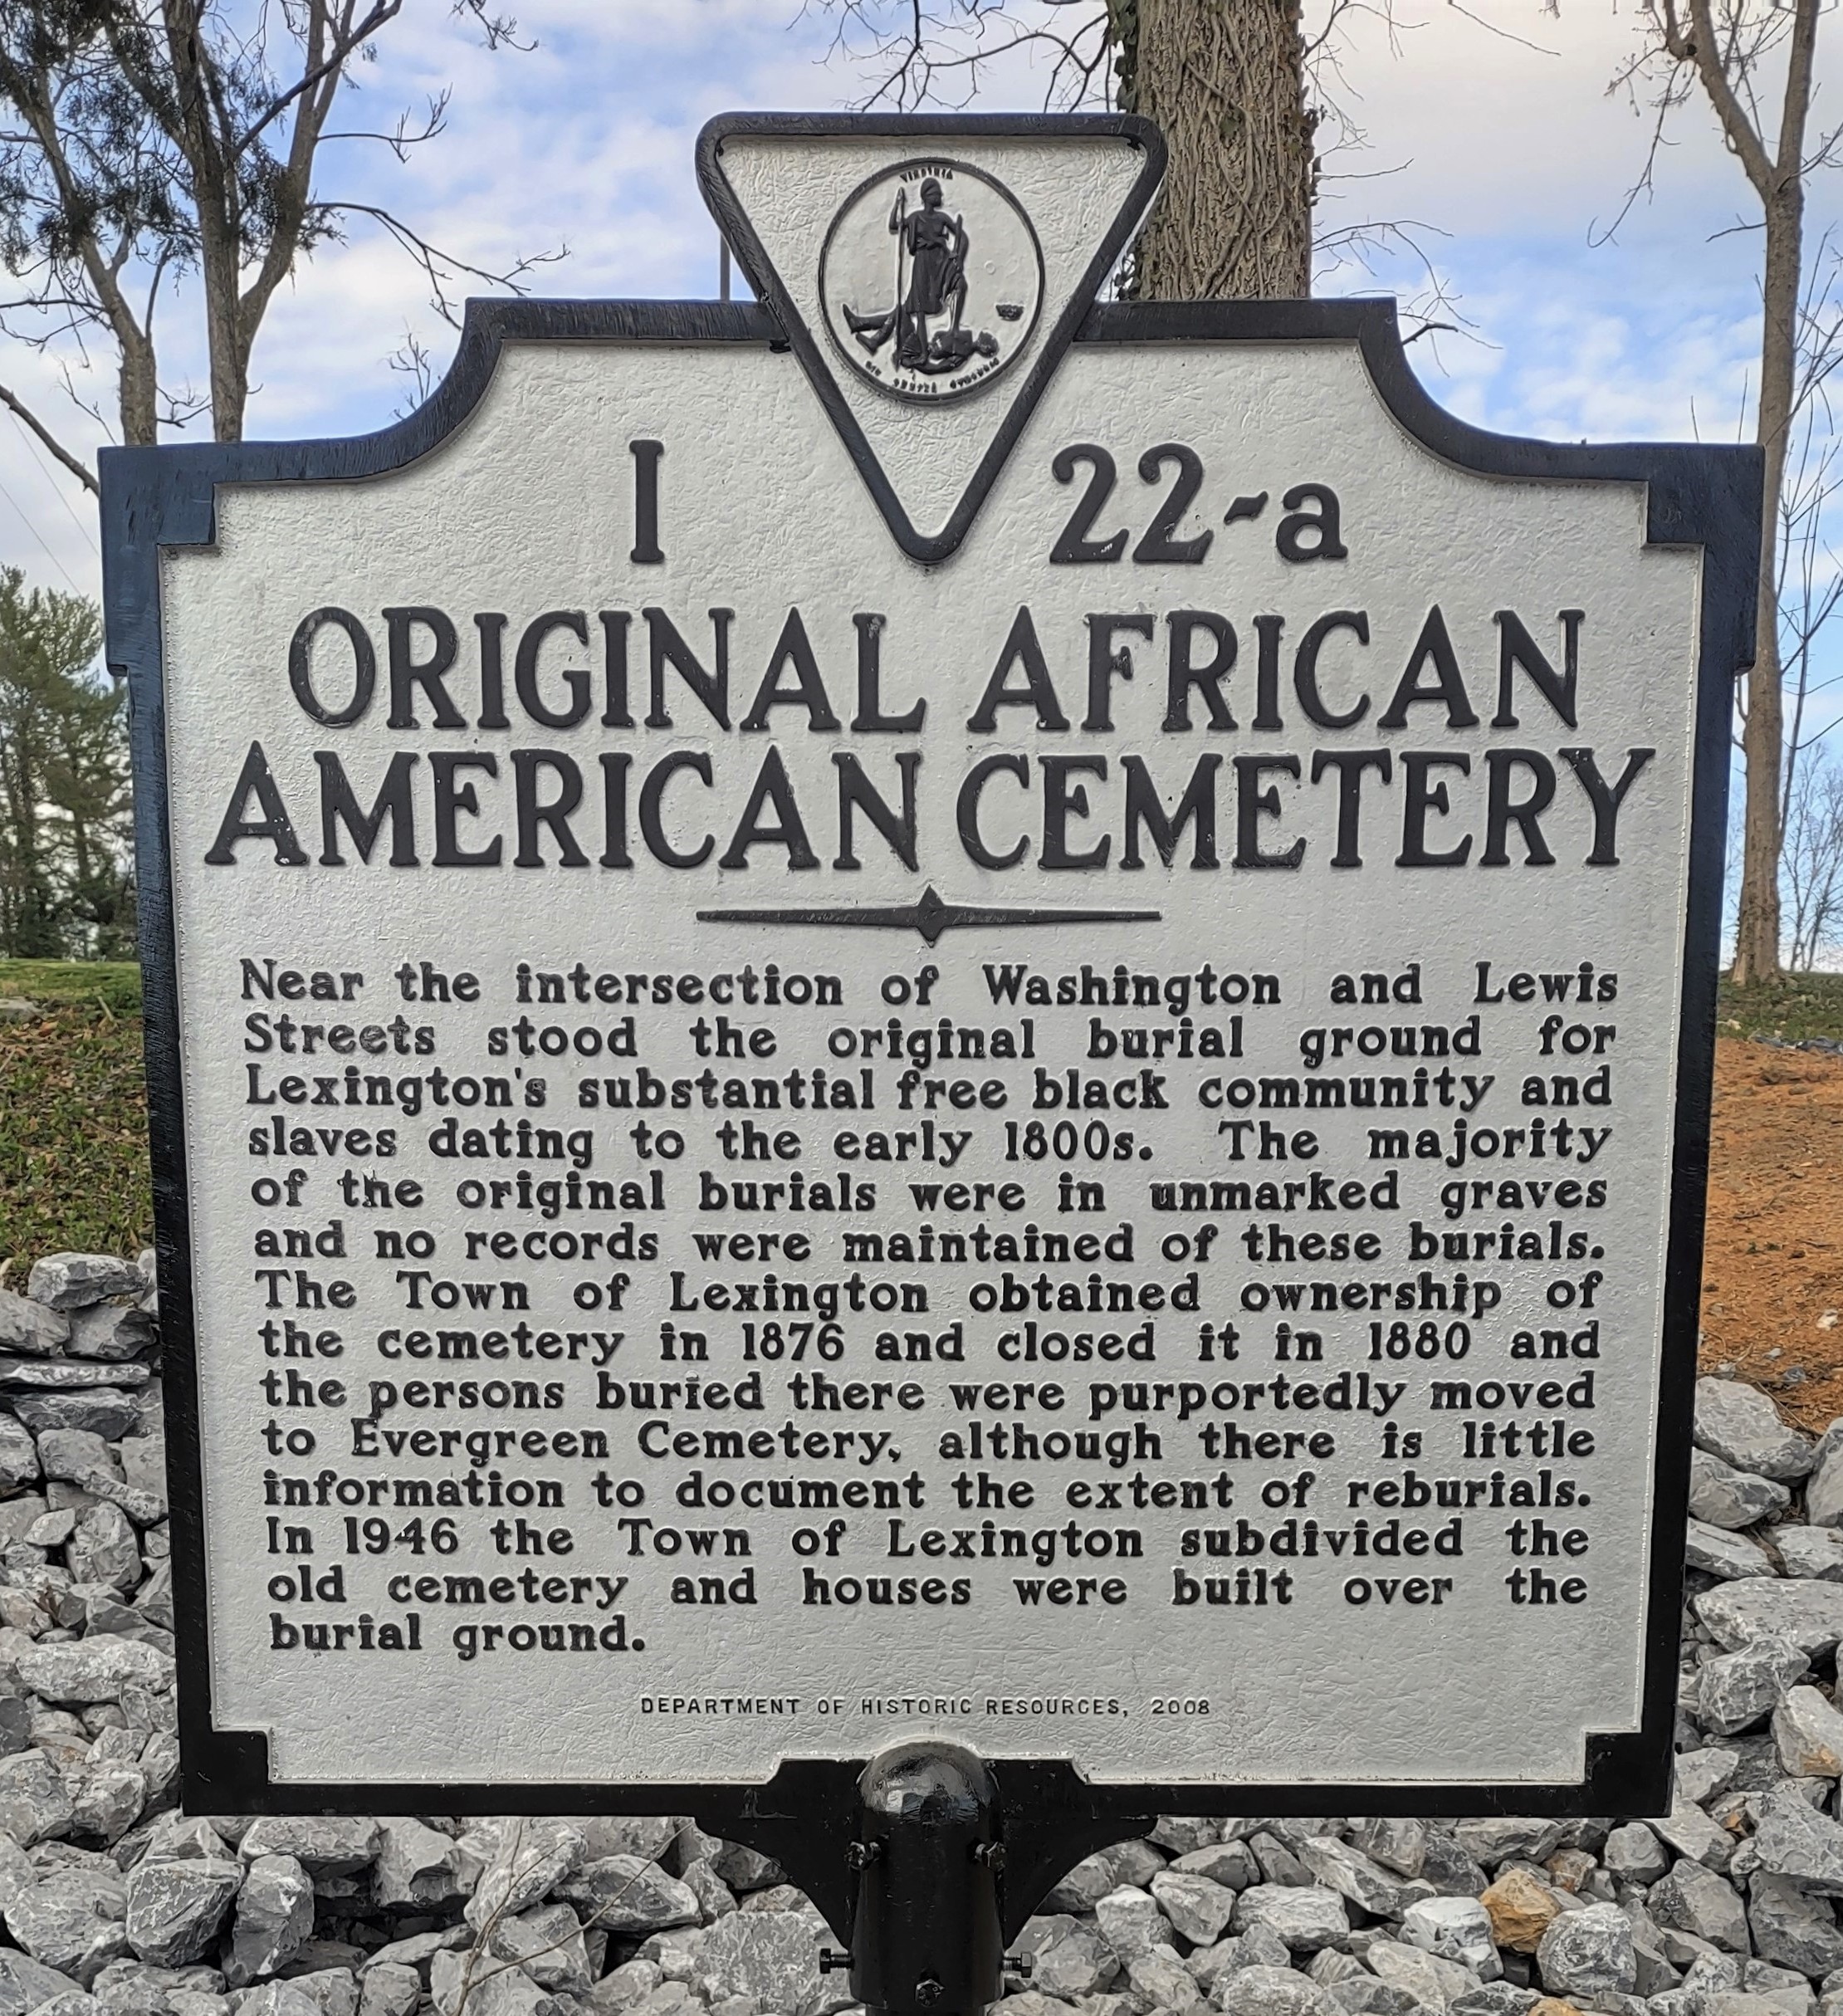 VIRGINIA
SIC SEMPER TYRANNIS
I 22-a
ORIGINAL AFRICAN
AMERICAN CEMETERY
Near the intersection of Washington and Lewis
Streets stood the original burial ground for
Lexington's substantial free black community and
slaves dating to the early 1800s. The majority
of the original burials were in unmarked graves
and no records were maintained of these burials.
The Town of Lexington obtained ownership of
the cemetery in 1876 and closed it in 1880 and
the persons buried there were purportedly moved
to Evergreen Cemetery, although there is little
information to document the extent of reburials.
In 1946 the Town of Lexington subdivided the
old cemetery and houses were built over the
burial ground.
DEPARTMENT OF HISTORIC RESOURCES, 2008